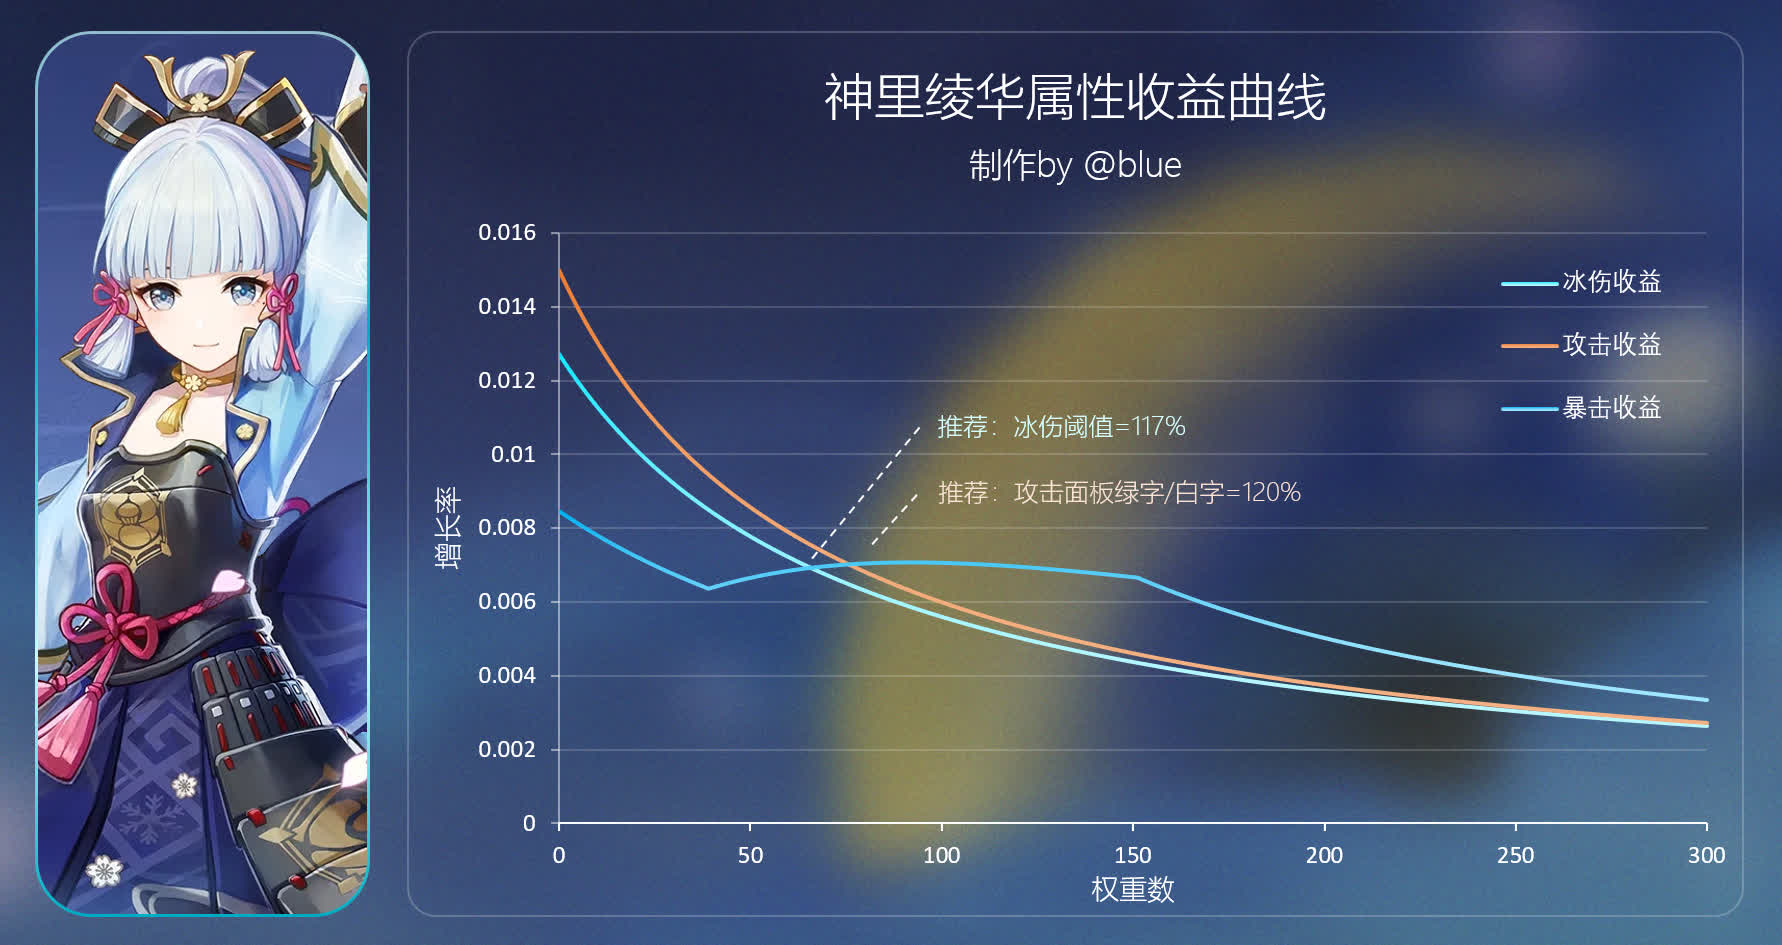 神里绫华属性收益曲线
制作by @blue
冰伤收益
攻击收益
暴击收益
推荐：冰伤阈值=117%
推荐：攻击面板绿字/白字=120%
增长率
0.016
0.014
0.012
0.01
0.008
0.006
0.004
0.002
0
0 50 100 150 200 250 300
权重数